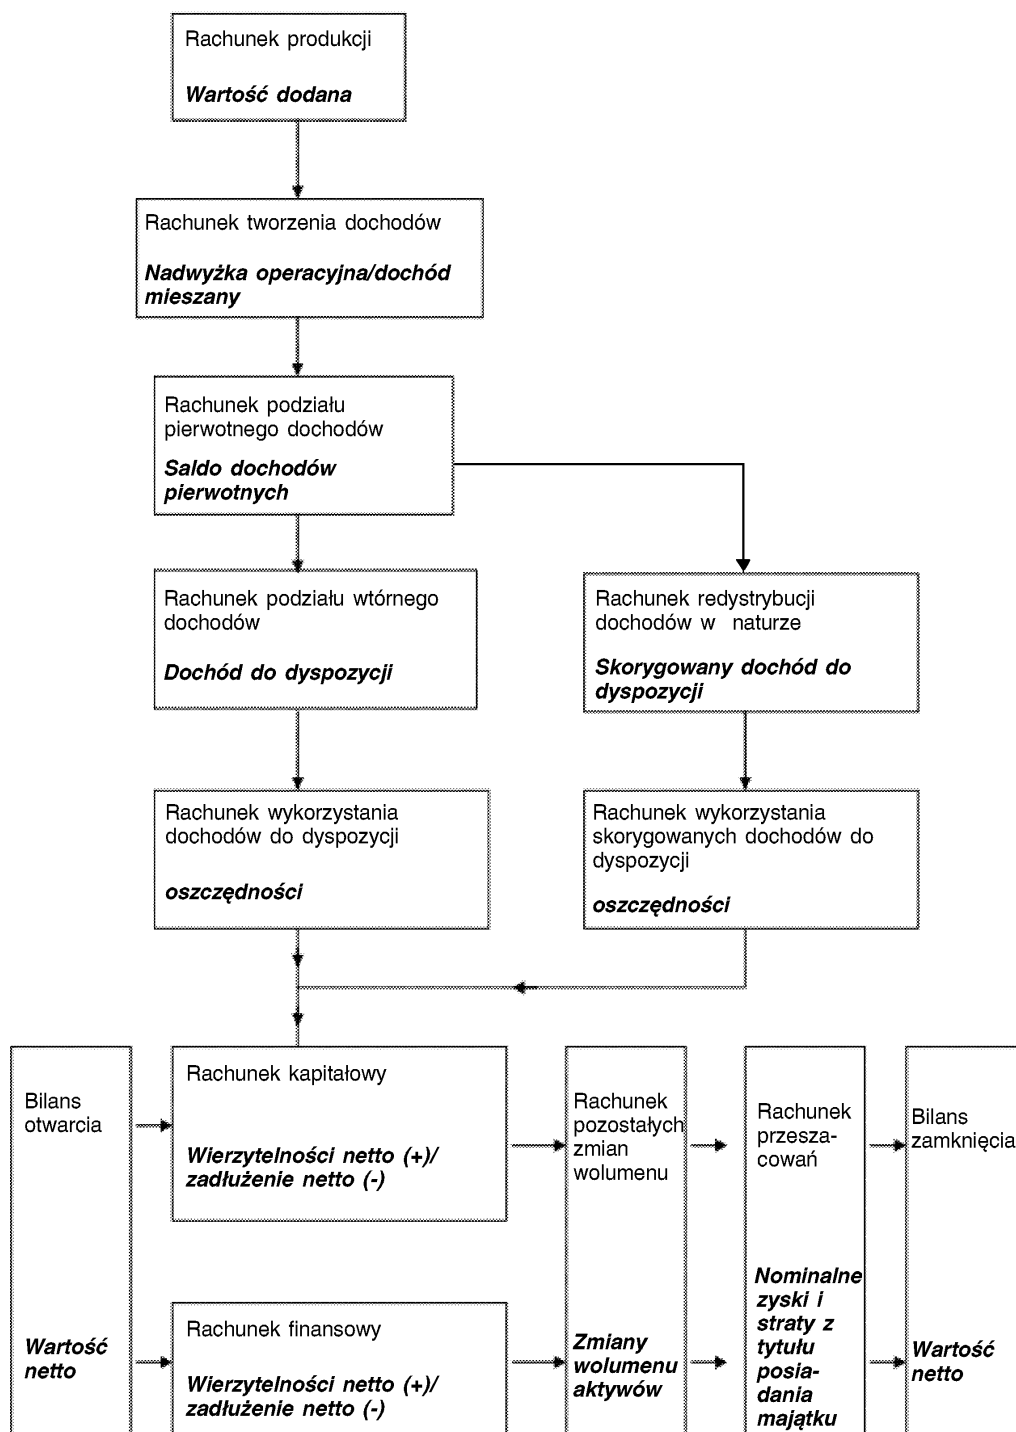 Rachunek produkcji
Wartość dodana
Rachunek tworzenia dochodów
Nadwyżka operacyjna/dochód
mieszany
Rachunek podziału
pierwotnego dochodów
Saldo dochodów
pierwotnych
Rachunek podziału wtórnego
dochodów
Dochód do dyspozycji
Rachunek redystrybucji
dochodów w naturze
Skorygowany dochód do
dyspozycji
Rachunek wykorzystania
dochodów do dyspozycji
oszczędności
Rachunek wykorzystania
skorygowanych dochodów do
dyspozycji
oszczędności
Bilans
otwarcia
Wartość
netto
Rachunek kapitałowy
Wierzytelności netto (+)/
zadłużenie netto (-)
Rachunek finansowy
Wierzytelności netto (+)/
zadłużenie netto (-)
Rachunek
pozostałych
zmian
wolumenu
Zmiany
wolumenu
aktywów
Rachunek
przesza-
cowań
Nominalne
zyski i
straty z
tytułu
posia-
dania
majątku
Bilans
zamknięcia
Wartość
netto